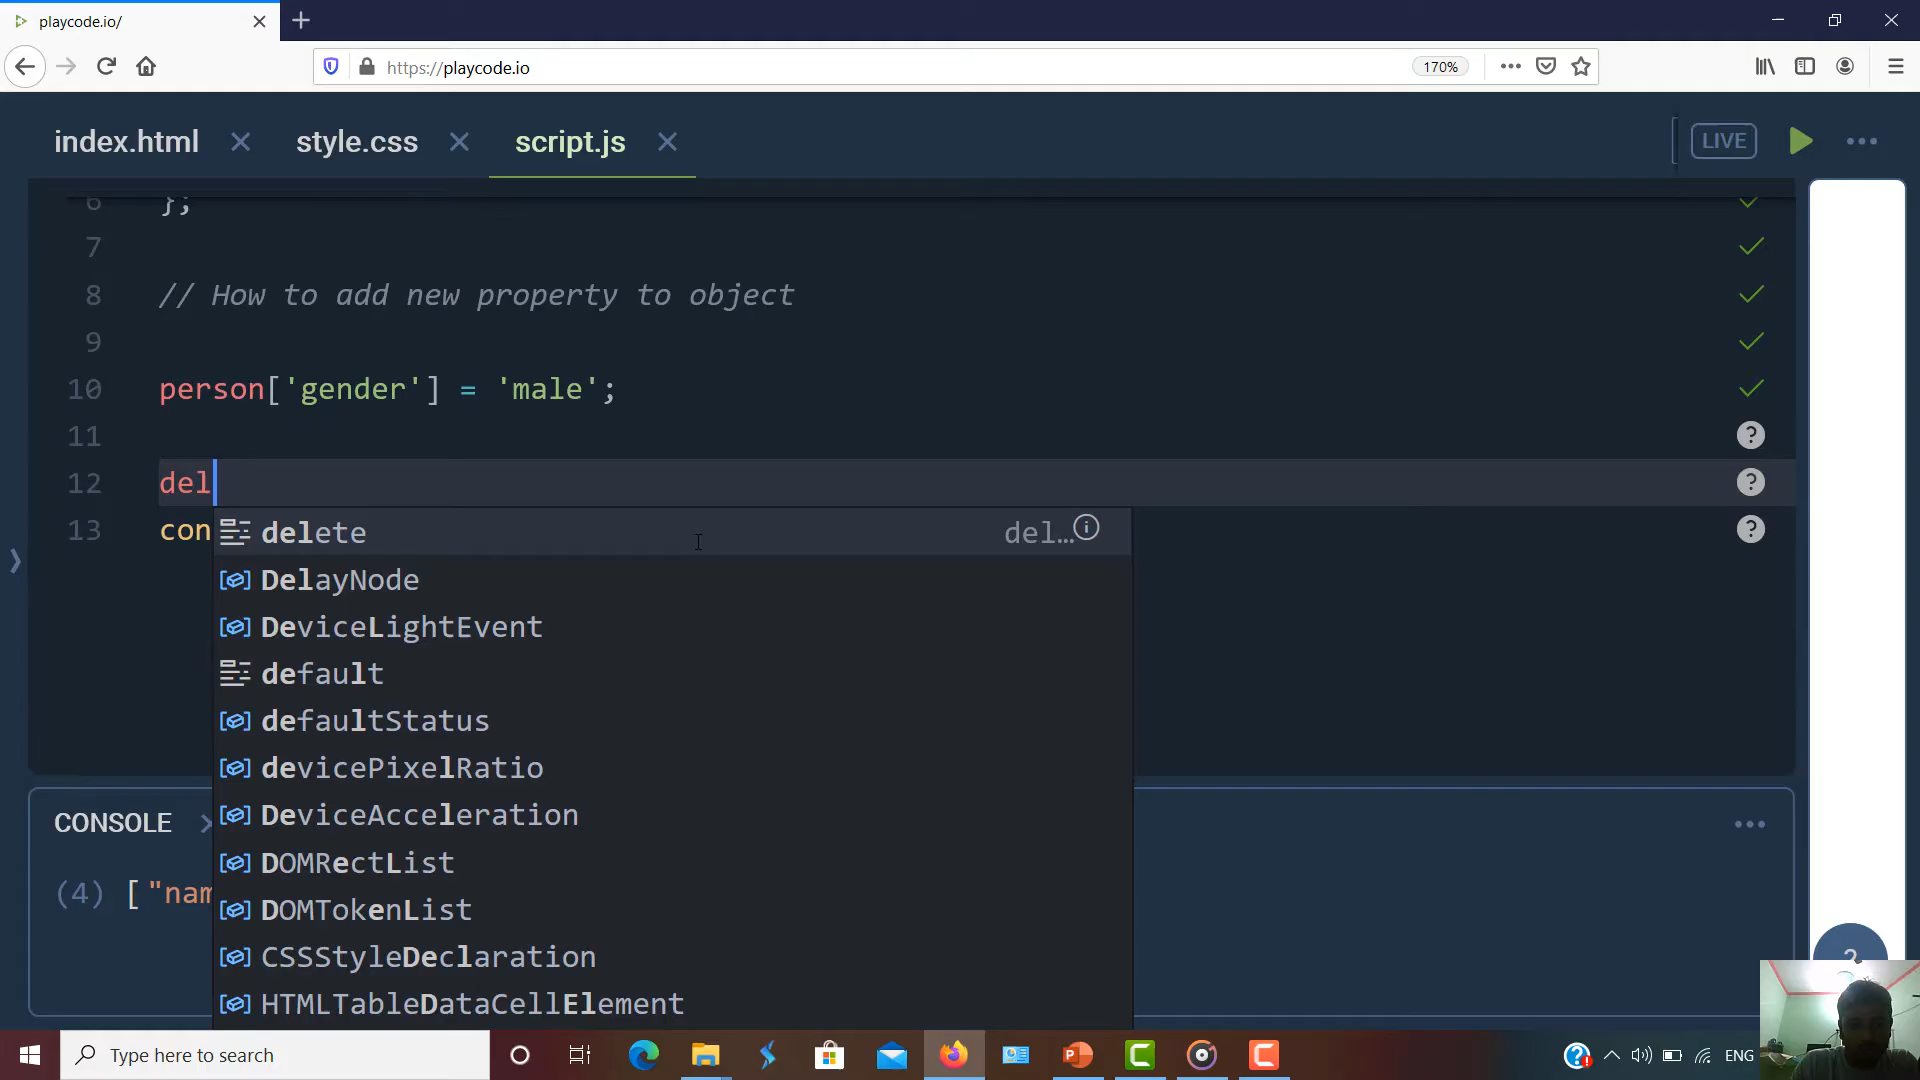 playcode.io/
https://playcode.io
170%
index.html
style.css
script.js
LIVE
6 };
7
8 // How to add new property to object
9
10 person['gender'] = 'male';
11
12 del
13 con
delete del…
DelayNode
DeviceLightEvent
default
defaultStatus
devicePixelRatio
DeviceAcceleration
DOMRectList
DOMTokenList
CSSStyleDeclaration
HTMLTableDataCellElement
CONSOLE
(4) ["nam
Type here to search
ENG